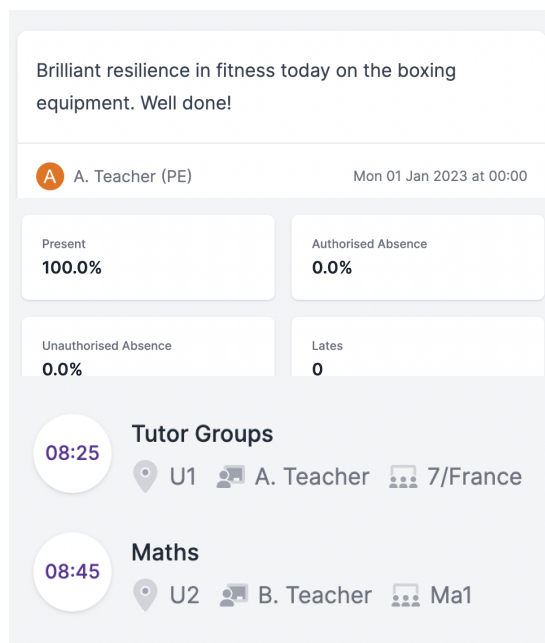 Brilliant resilience in fitness today on the boxing
equipment. Well done!
A A. Teacher (PE) Mon 01 Jan 2023 at 00:00
Present Authorised Absence
100.0% 0.0%
Unauthorised Absence Lates
0.0% 0
Tutor Groups
08:25 U1 A. Teacher 7/France
Maths
08:45 U2 B. Teacher Ma1